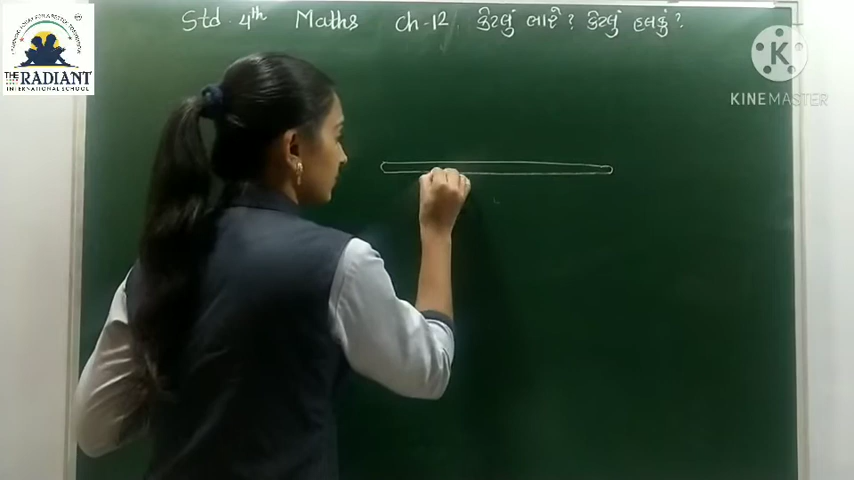 Std. 4th Maths Ch-12. કેટલું ભારે? કેટલું હલકું?
THE RADIANT
INTERNATIONAL SCHOOL
K
KINEMASTER